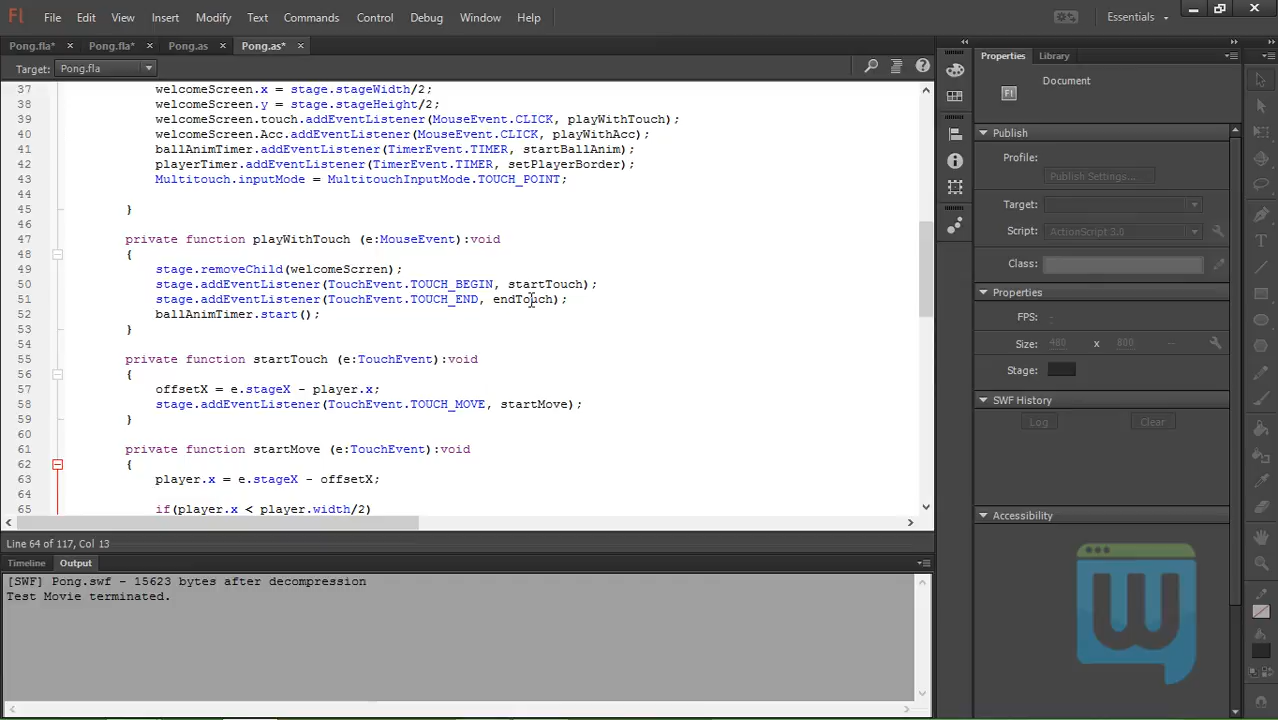 Fl File Edit View Insert Modify Text Commands Control Debug Window Help Essentials
Pong.fla* × Pong.fla* × Pong.as × Pong.as* ×
Target: Pong.fla
37 welcomeScreen.x = stage.stageWidth/2;
38 welcomeScreen.y = stage.stageHeight/2;
39 welcomeScreen.touch.addEventListener(MouseEvent.CLICK, playWithTouch);
40 welcomeScreen.Acc.addEventListener(MouseEvent.CLICK, playWithAcc);
41 ballAnimTimer.addEventListener(TimerEvent.TIMER, startBallAnim);
42 playerTimer.addEventListener(TimerEvent.TIMER, setPlayerBorder);
43 Multitouch.inputMode = MultitouchInputMode.TOUCH_POINT;
44
45 }
46
47 private function playWithTouch (e:MouseEvent):void
48 {
49 stage.removeChild(welcomeScrren);
50 stage.addEventListener(TouchEvent.TOUCH_BEGIN, startTouch);
51 stage.addEventListener(TouchEvent.TOUCH_END, endTouch);
52 ballAnimTimer.start();
53 }
54
55 private function startTouch (e:TouchEvent):void
56 {
57 offsetX = e.stageX - player.x;
58 stage.addEventListener(TouchEvent.TOUCH_MOVE, startMove);
59 }
60
61 private function startMove (e:TouchEvent):void
62 {
63 player.x = e.stageX - offsetX;
64
65 if(player.x < player.width/2)
Line 64 of 117, Col 13
Timeline Output
[SWF] Pong.swf - 15623 bytes after decompression
Test Movie terminated.
Properties Library
Document
Fl
Publish
Profile:
Publish Settings...
Target:
Script: ActionScript 3.0
Class:
Properties
FPS: -
Size: 480 x 800 --
Stage:
SWF History
Log Clear
Accessibility